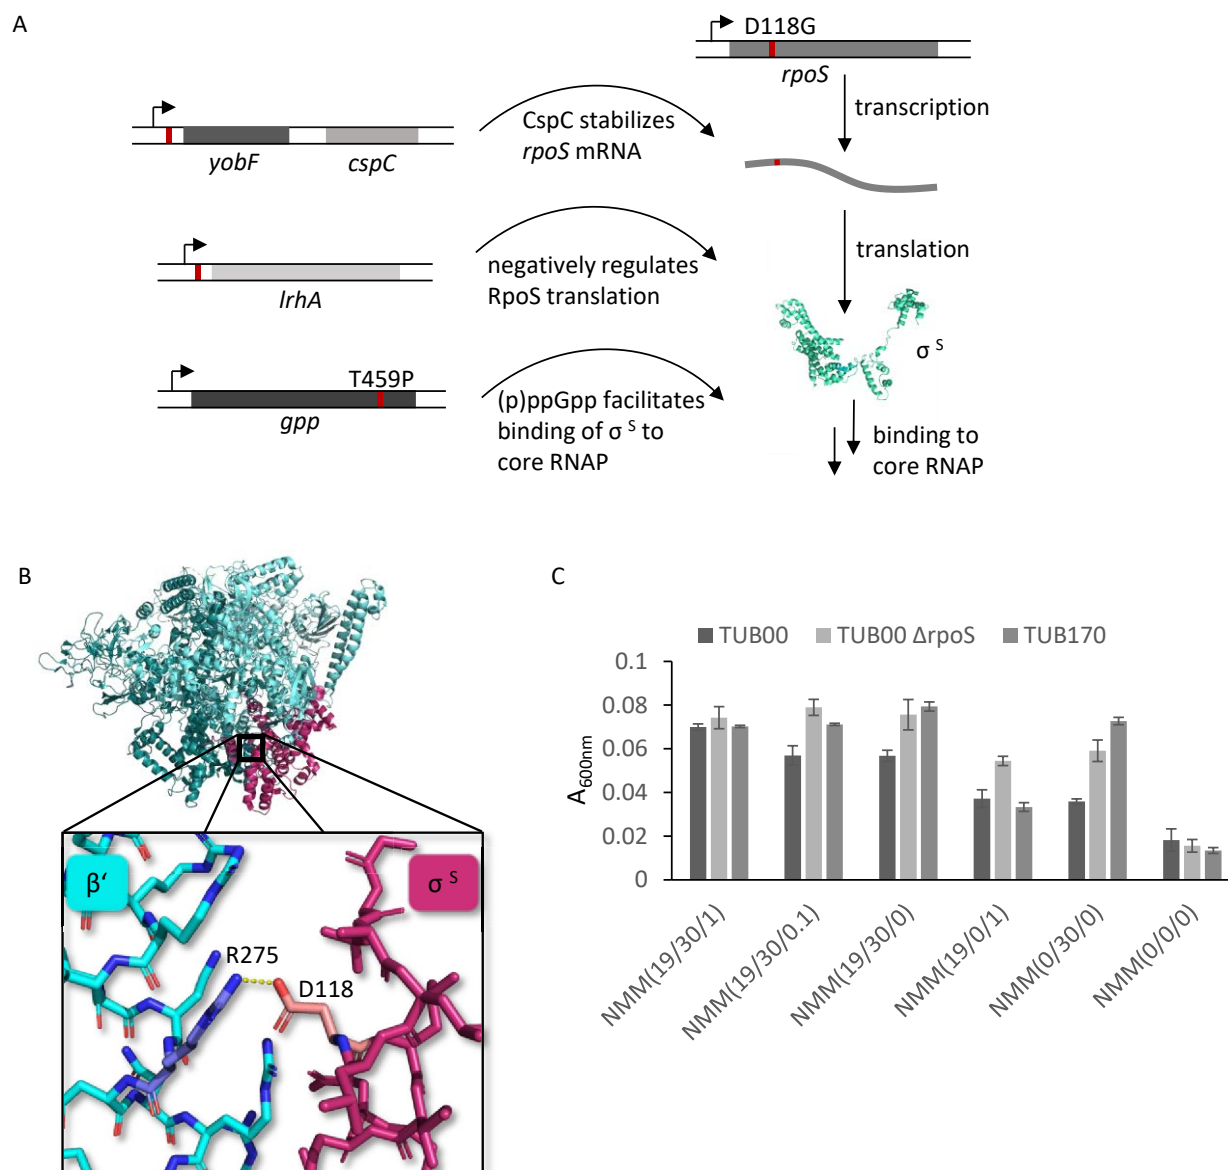 A
D118G
rpoS
transcription
CspC stabilizes
rpoS mRNA
yobF
cspC
translation
negatively regulates
RpoS translation
lrhA
σ S
T459P
gpp
(p)ppGpp facilitates
binding of σ S to
core RNAP
binding to
core RNAP
B
β‘
σ S
R275
D118
C
TUB00
TUB00 ΔrpoS
TUB170
0.1
0.08
0.06
0.04
0.02
0
A600nm
NMM(19/30/1)
NMM(19/30/0.1)
NMM(19/30/0)
NMM(19/0/1)
NMM(0/30/0)
NMM(0/0/0)